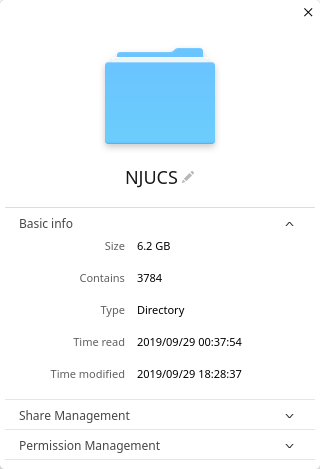 NJUCS
Basic info
Size 6.2 GB
Contains 3784
Type Directory
Time read 2019/09/29 00:37:54
Time modified 2019/09/29 18:28:37
Share Management
Permission Management